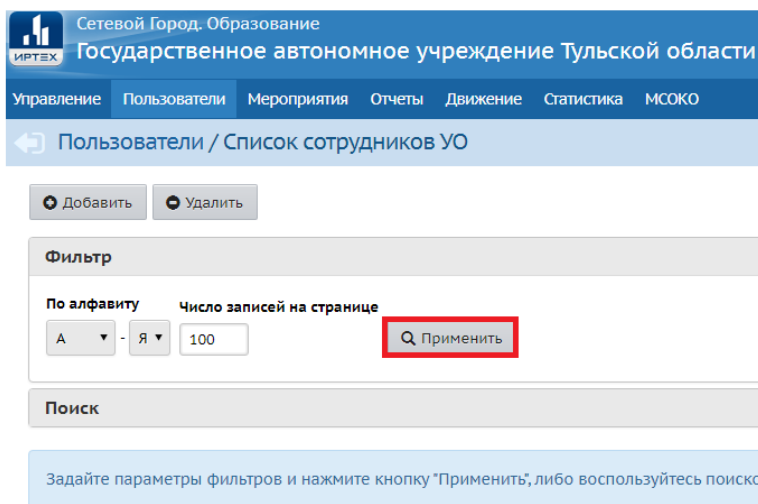 Сетевой Город. Образование
ИРТЕХ
Государственное автономное учреждение Тульской области
Управление Пользователи Мероприятия Отчеты Движение Статистика МСОКО
Пользователи / Список сотрудников УО
Добавить Удалить
Фильтр
По алфавиту Число записей на странице
А - Я 100 Применить
Поиск
Задайте параметры фильтров и нажмите кнопку "Применить", либо воспользуйтесь